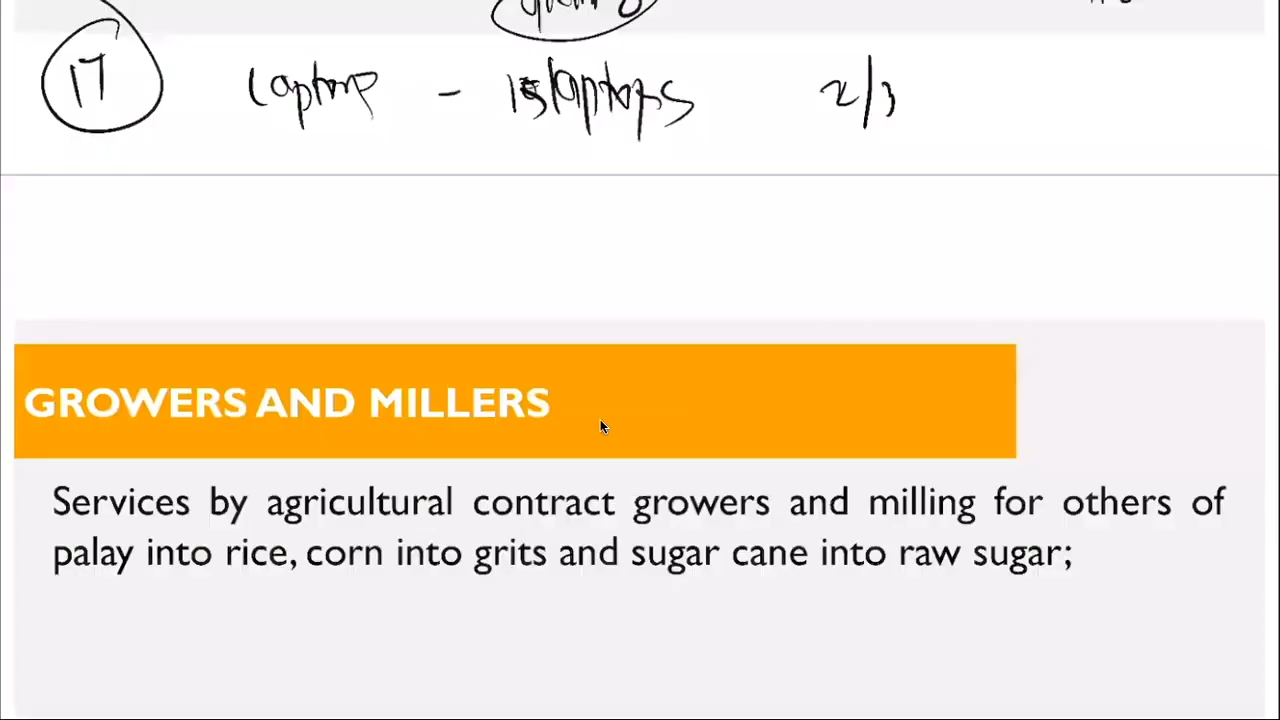 17 laptops - 15 laptops 2/3
GROWERS AND MILLERS
Services by agricultural contract growers and milling for others of
palay into rice, corn into grits and sugar cane into raw sugar;